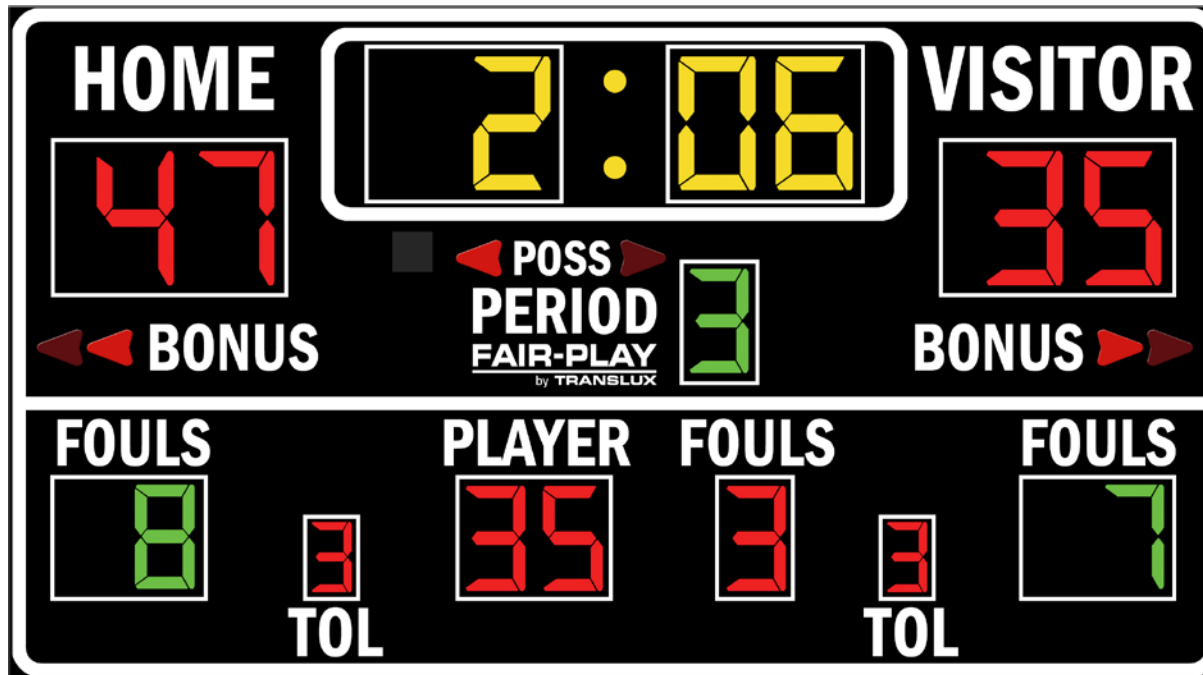 HOME 2:06 VISITOR
47 35
POSS
PERIOD 3
BONUS FAIR-PLAY BONUS
by TRANSLUX
FOULS PLAYER FOULS FOULS
8 3 35 3 3 7
TOL TOL